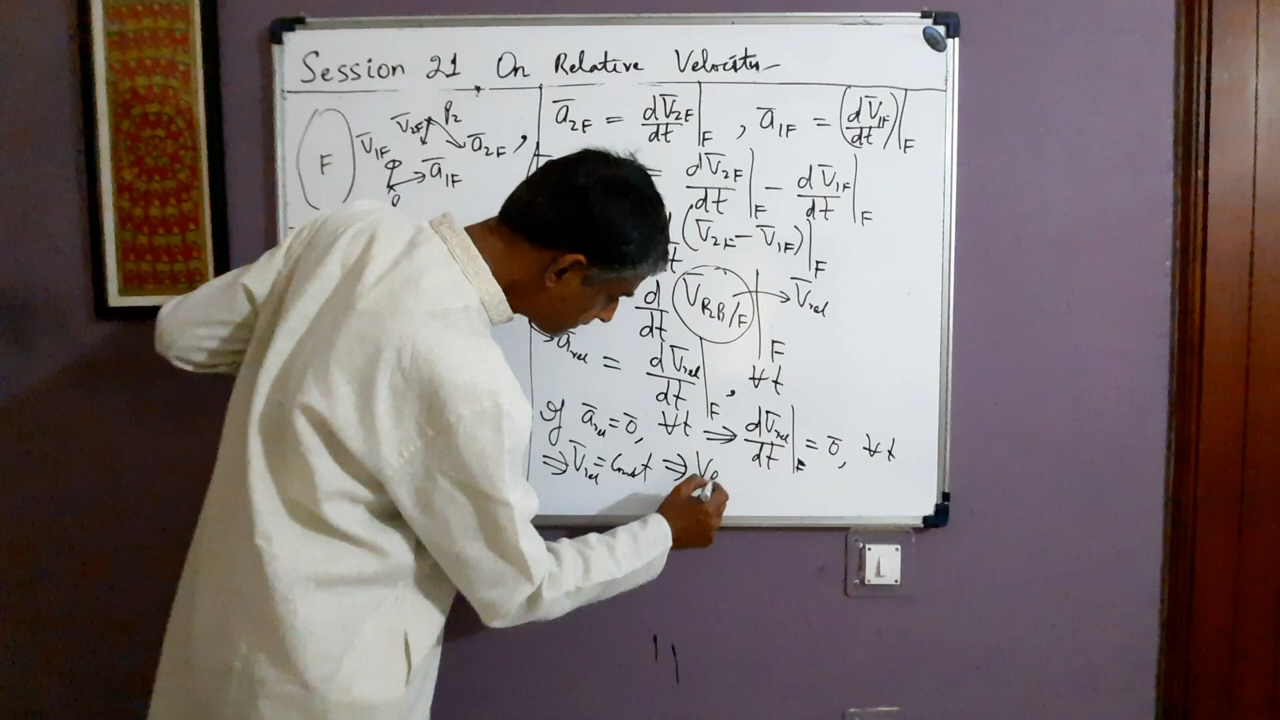 Session 21 On Relative Velocity
F V̄₁F ā₁F V̄₂F P₂ ā₂F ,
ā₂F = dV̄₂F/dt |F , ā₁F = (dV̄₁F/dt)|F
= dV̄₂F/dt |F − dV̄₁F/dt |F
(V̄₂F − V̄₁F)|F
d/dt V̄P₂P₁/F |F → V̄rel
→ārel = dV̄rel/dt |F , ∀t
If ārel = 0̄, ∀t ⇒ dV̄rel/dt |F = 0̄, ∀t
⇒ V̄rel = Const ⇒ V₀